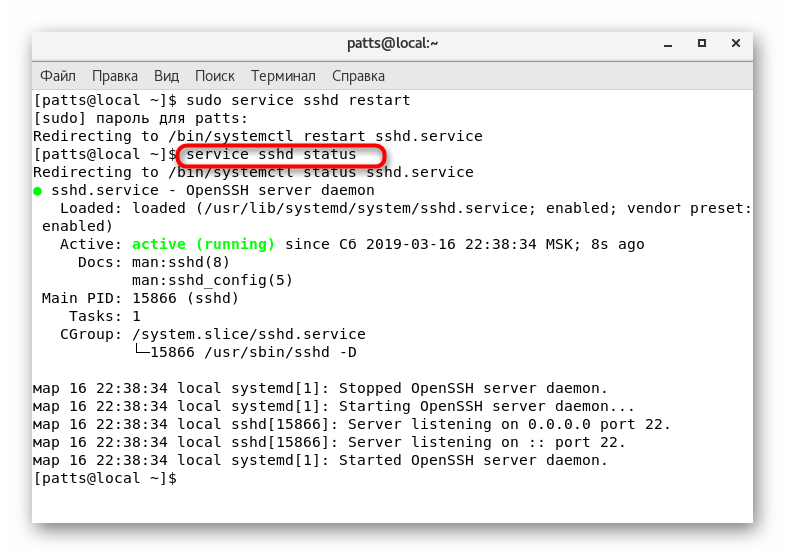 patts@local:~
Файл Правка Вид Поиск Терминал Справка
[patts@local ~]$ sudo service sshd restart
[sudo] пароль для patts:
Redirecting to /bin/systemctl restart sshd.service
[patts@local ~]$ service sshd status
Redirecting to /bin/systemctl status sshd.service
● sshd.service - OpenSSH server daemon
   Loaded: loaded (/usr/lib/systemd/system/sshd.service; enabled; vendor preset:
 enabled)
   Active: active (running) since Сб 2019-03-16 22:38:34 MSK; 8s ago
     Docs: man:sshd(8)
           man:sshd_config(5)
 Main PID: 15866 (sshd)
    Tasks: 1
   CGroup: /system.slice/sshd.service
           └─15866 /usr/sbin/sshd -D
мар 16 22:38:34 local systemd[1]: Stopped OpenSSH server daemon.
мар 16 22:38:34 local systemd[1]: Starting OpenSSH server daemon...
мар 16 22:38:34 local sshd[15866]: Server listening on 0.0.0.0 port 22.
мар 16 22:38:34 local sshd[15866]: Server listening on :: port 22.
мар 16 22:38:34 local systemd[1]: Started OpenSSH server daemon.
[patts@local ~]$